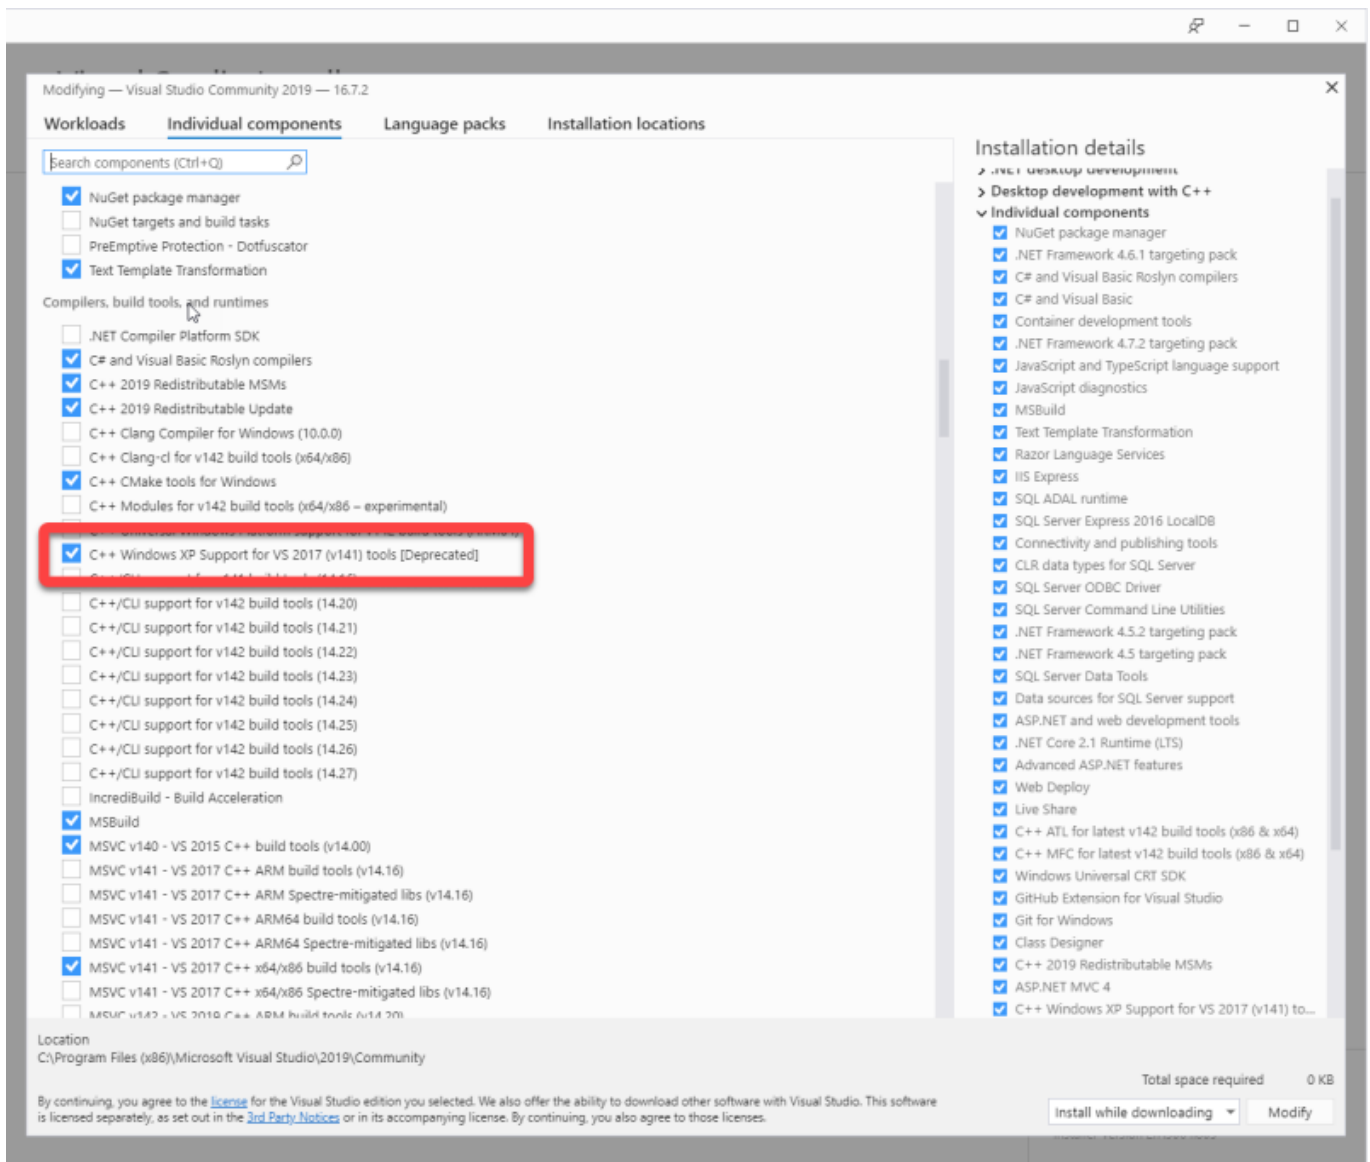 Modifying — Visual Studio Community 2019 — 16.7.2
Workloads
Individual components
Language packs
Installation locations
Search components (Ctrl+Q)
NuGet package manager
NuGet targets and build tasks
PreEmptive Protection - Dotfuscator
Text Template Transformation
Compilers, build tools, and runtimes
.NET Compiler Platform SDK
C# and Visual Basic Roslyn compilers
C++ 2019 Redistributable MSMs
C++ 2019 Redistributable Update
C++ Clang Compiler for Windows (10.0.0)
C++ Clang-cl for v142 build tools (x64/x86)
C++ CMake tools for Windows
C++ Modules for v142 build tools (x64/x86 – experimental)
C++ Universal Windows Platform support for v142 build tools (ARM64)
C++ Windows XP Support for VS 2017 (v141) tools [Deprecated]
C++/CLI support for v142 build tools (14.20)
C++/CLI support for v142 build tools (14.21)
C++/CLI support for v142 build tools (14.22)
C++/CLI support for v142 build tools (14.23)
C++/CLI support for v142 build tools (14.24)
C++/CLI support for v142 build tools (14.25)
C++/CLI support for v142 build tools (14.26)
C++/CLI support for v142 build tools (14.27)
IncrediBuild - Build Acceleration
MSBuild
MSVC v140 - VS 2015 C++ build tools (v14.00)
MSVC v141 - VS 2017 C++ ARM build tools (v14.16)
MSVC v141 - VS 2017 C++ ARM Spectre-mitigated libs (v14.16)
MSVC v141 - VS 2017 C++ ARM64 build tools (v14.16)
MSVC v141 - VS 2017 C++ ARM64 Spectre-mitigated libs (v14.16)
MSVC v141 - VS 2017 C++ x64/x86 build tools (v14.16)
MSVC v141 - VS 2017 C++ x64/x86 Spectre-mitigated libs (v14.16)
MSVC v142 - VS 2019 C++ ARM build tools (v14.20)
Installation details
.NET desktop development
Desktop development with C++
Individual components
NuGet package manager
.NET Framework 4.6.1 targeting pack
C# and Visual Basic Roslyn compilers
C# and Visual Basic
Container development tools
.NET Framework 4.7.2 targeting pack
JavaScript and TypeScript language support
JavaScript diagnostics
MSBuild
Text Template Transformation
Razor Language Services
IIS Express
SQL ADAL runtime
SQL Server Express 2016 LocalDB
Connectivity and publishing tools
CLR data types for SQL Server
SQL Server ODBC Driver
SQL Server Command Line Utilities
.NET Framework 4.5.2 targeting pack
.NET Framework 4.5 targeting pack
SQL Server Data Tools
Data sources for SQL Server support
ASP.NET and web development tools
.NET Core 2.1 Runtime (LTS)
Advanced ASP.NET features
Web Deploy
Live Share
C++ ATL for latest v142 build tools (x86 & x64)
C++ MFC for latest v142 build tools (x86 & x64)
Windows Universal CRT SDK
GitHub Extension for Visual Studio
Git for Windows
Class Designer
C++ 2019 Redistributable MSMs
ASP.NET MVC 4
C++ Windows XP Support for VS 2017 (v141) to...
Location
C:\Program Files (x86)\Microsoft Visual Studio\2019\Community
Total space required 0 KB
By continuing, you agree to the license for the Visual Studio edition you selected. We also offer the ability to download other software with Visual Studio. This software
is licensed separately, as set out in the 3rd Party Notices or in its accompanying license. By continuing, you also agree to those licenses.
Install while downloading
Modify